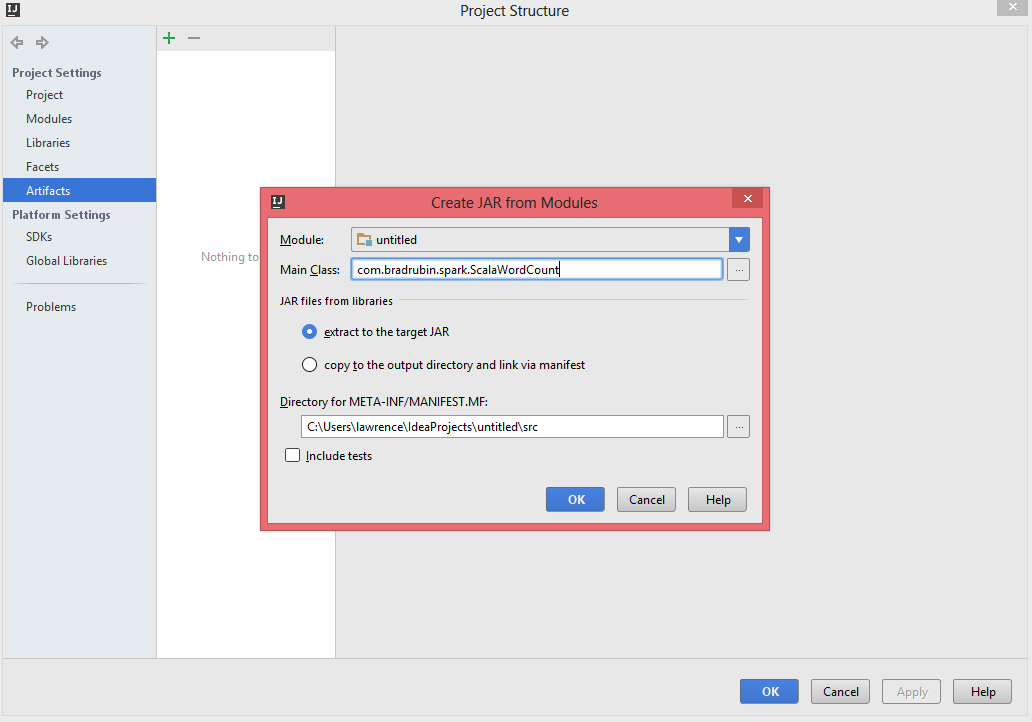 IJ
Project Structure
Project Settings
Project
Modules
Libraries
Facets
Artifacts
Platform Settings
SDKs
Global Libraries
Problems
Nothing to
IJ
Create JAR from Modules
Module: untitled
Main Class: com.bradrubin.spark.ScalaWordCount ...
JAR files from libraries
extract to the target JAR
copy to the output directory and link via manifest
Directory for META-INF/MANIFEST.MF:
C:\Users\lawrence\IdeaProjects\untitled\src ...
Include tests
OK Cancel Help
OK Cancel Apply Help